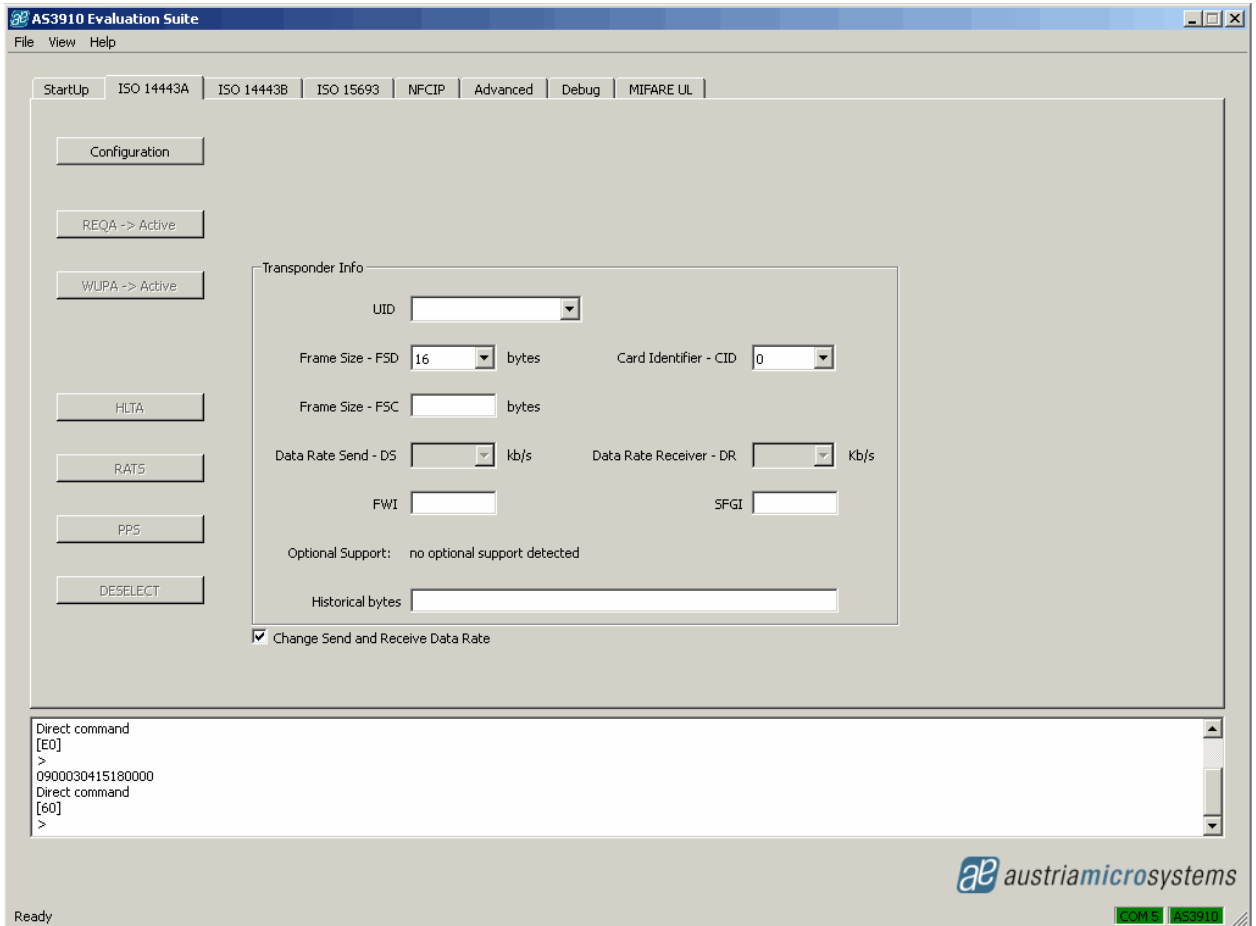 AS3910 Evaluation Suite
File View Help
StartUp ISO 14443A ISO 14443B ISO 15693 NFCIP Advanced Debug MIFARE UL
Configuration
REQA -> Active
WUPA -> Active
HLTA
RATS
PPS
DESELECT
Transponder Info
UID
Frame Size - FSD 16 bytes Card Identifier - CID 0
Frame Size - FSC bytes
Data Rate Send - DS kb/s Data Rate Receiver - DR Kb/s
FWI SFGI
Optional Support: no optional support detected
Historical bytes
Change Send and Receive Data Rate
Direct command
[E0]
>
0900030415180000
Direct command
[60]
>
ae austriamicrosystems
Ready COM 5 AS3910